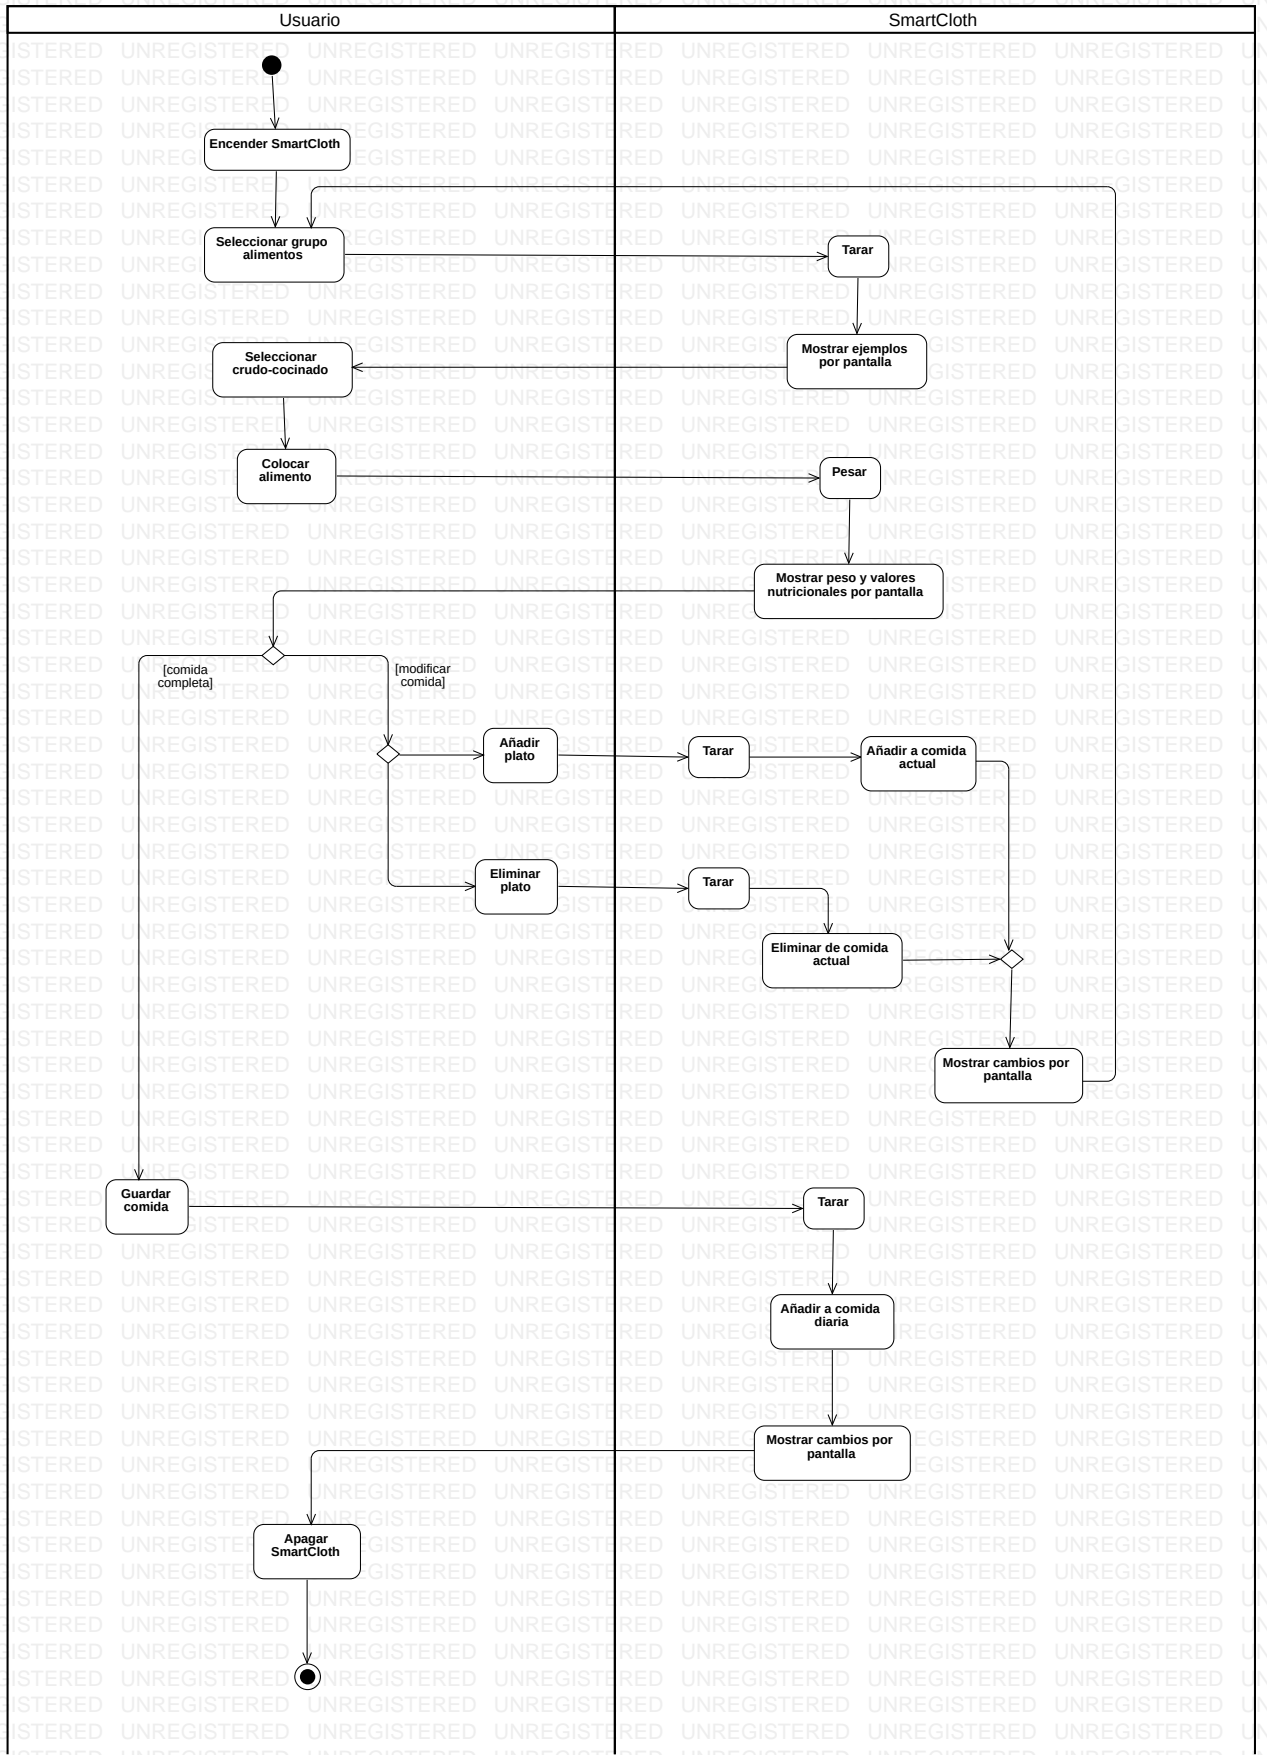 Usuario
SmartCloth
Encender SmartCloth
Seleccionar grupo
alimentos
Tarar
Mostrar ejemplos
por pantalla
Seleccionar
crudo-cocinado
Colocar
alimento
Pesar
Mostrar peso y valores
nutricionales por pantalla
[comida
completa]
[modificar
comida]
Añadir
plato
Tarar
Añadir a comida
actual
Eliminar
plato
Tarar
Eliminar de comida
actual
Mostrar cambios por
pantalla
Guardar
comida
Tarar
Añadir a comida
diaria
Mostrar cambios por
pantalla
Apagar
SmartCloth
UNREGISTERED